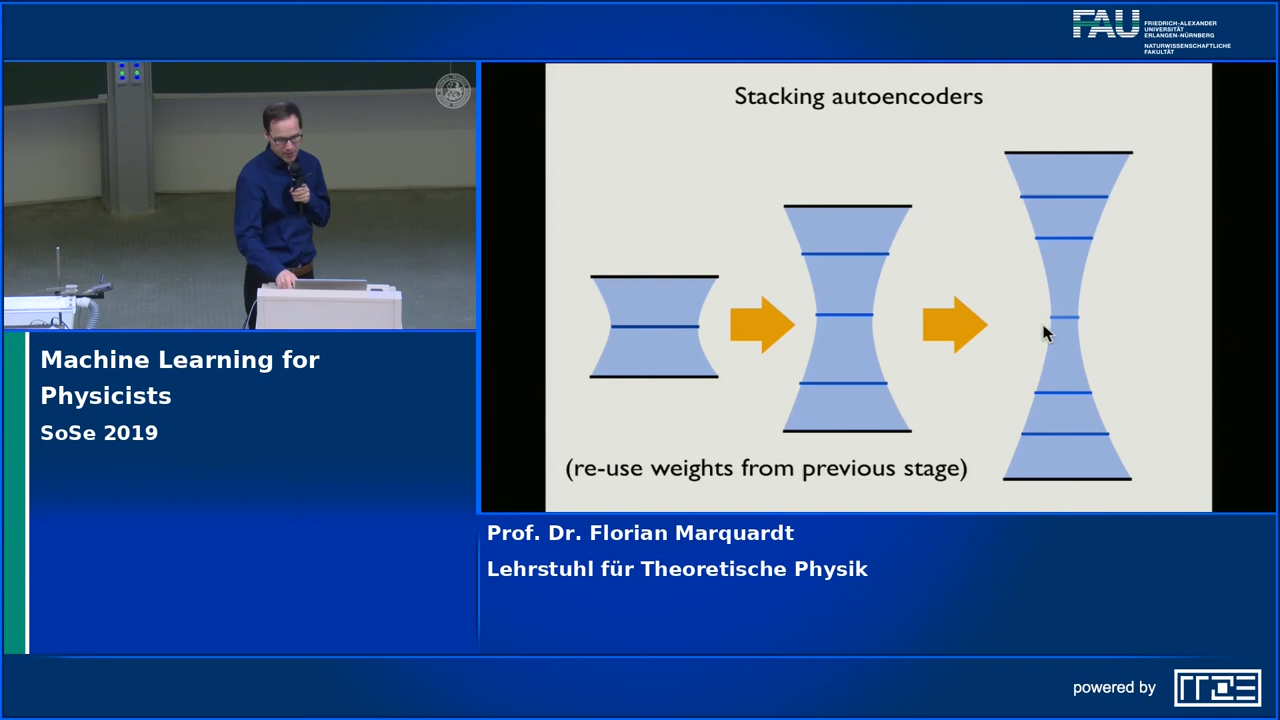 FAU
FRIEDRICH-ALEXANDER
UNIVERSITÄT
ERLANGEN-NÜRNBERG
NATURWISSENSCHAFTLICHE
FAKULTÄT
Stacking autoencoders
(re-use weights from previous stage)
Machine Learning for
Physicists
SoSe 2019
Prof. Dr. Florian Marquardt
Lehrstuhl für Theoretische Physik
powered by
RRZE